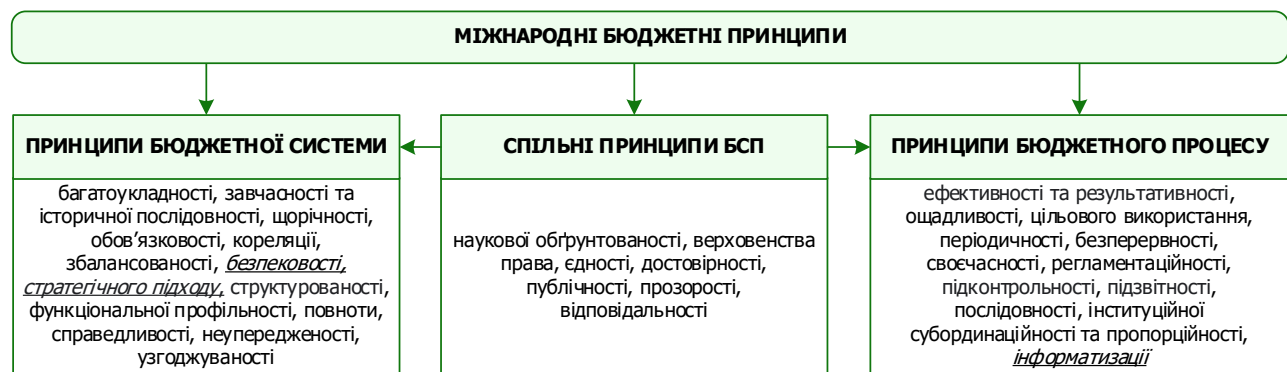 МІЖНАРОДНІ БЮДЖЕТНІ ПРИНЦИПИ
ПРИНЦИПИ БЮДЖЕТНОЇ СИСТЕМИ
багатоукладності, завчасності та
історичної послідовності, щорічності,
обов’язковості, кореляції,
збалансованості, безпековості,
стратегічного підходу, структурованості,
функціональної профільності, повноти,
справедливості, неупередженості,
узгоджуваності
СПІЛЬНІ ПРИНЦИПИ БСП
наукової обґрунтованості, верховенства
права, єдності, достовірності,
публічності, прозорості,
відповідальності
ПРИНЦИПИ БЮДЖЕТНОГО ПРОЦЕСУ
ефективності та результативності,
ощадливості, цільового використання,
періодичності, безперервності,
своєчасності, регламентаційності,
підконтрольності, підзвітності,
послідовності, інституційної
субординаційності та пропорційності,
інформатизації